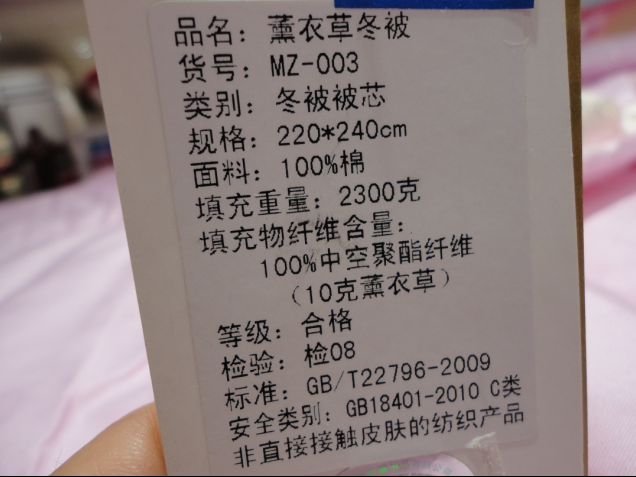 品名：薰衣草冬被
货号：MZ-003
类别：冬被被芯
规格：220*240cm
面料：100%棉
填充重量：2300克
填充物纤维含量：
100%中空聚酯纤维
（10克薰衣草）
等级：合格
检验：检08
标准：GB/T22796-2009
安全类别：GB18401-2010 C类
非直接接触皮肤的纺织产品